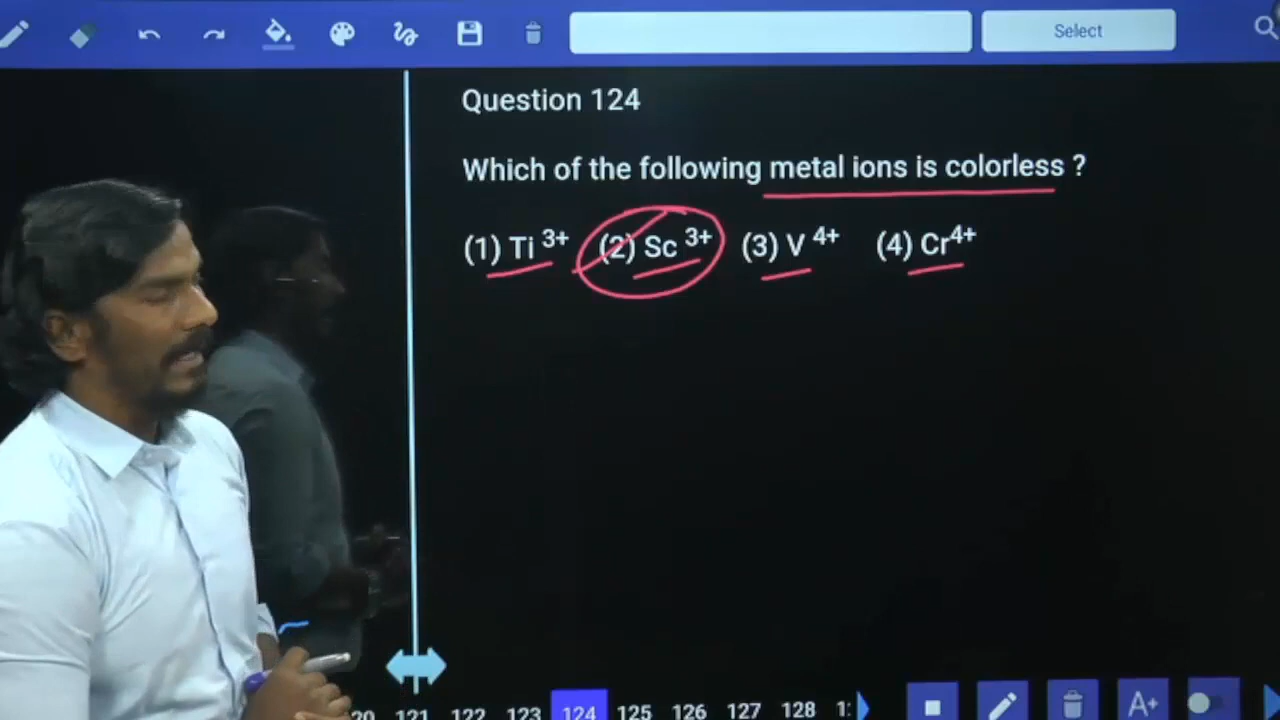 Select
Question 124
Which of the following metal ions is colorless ?
(1) Ti 3+ (2) Sc 3+ (3) V 4+ (4) Cr4+
121 122 123 124 125 126 127 128
A+